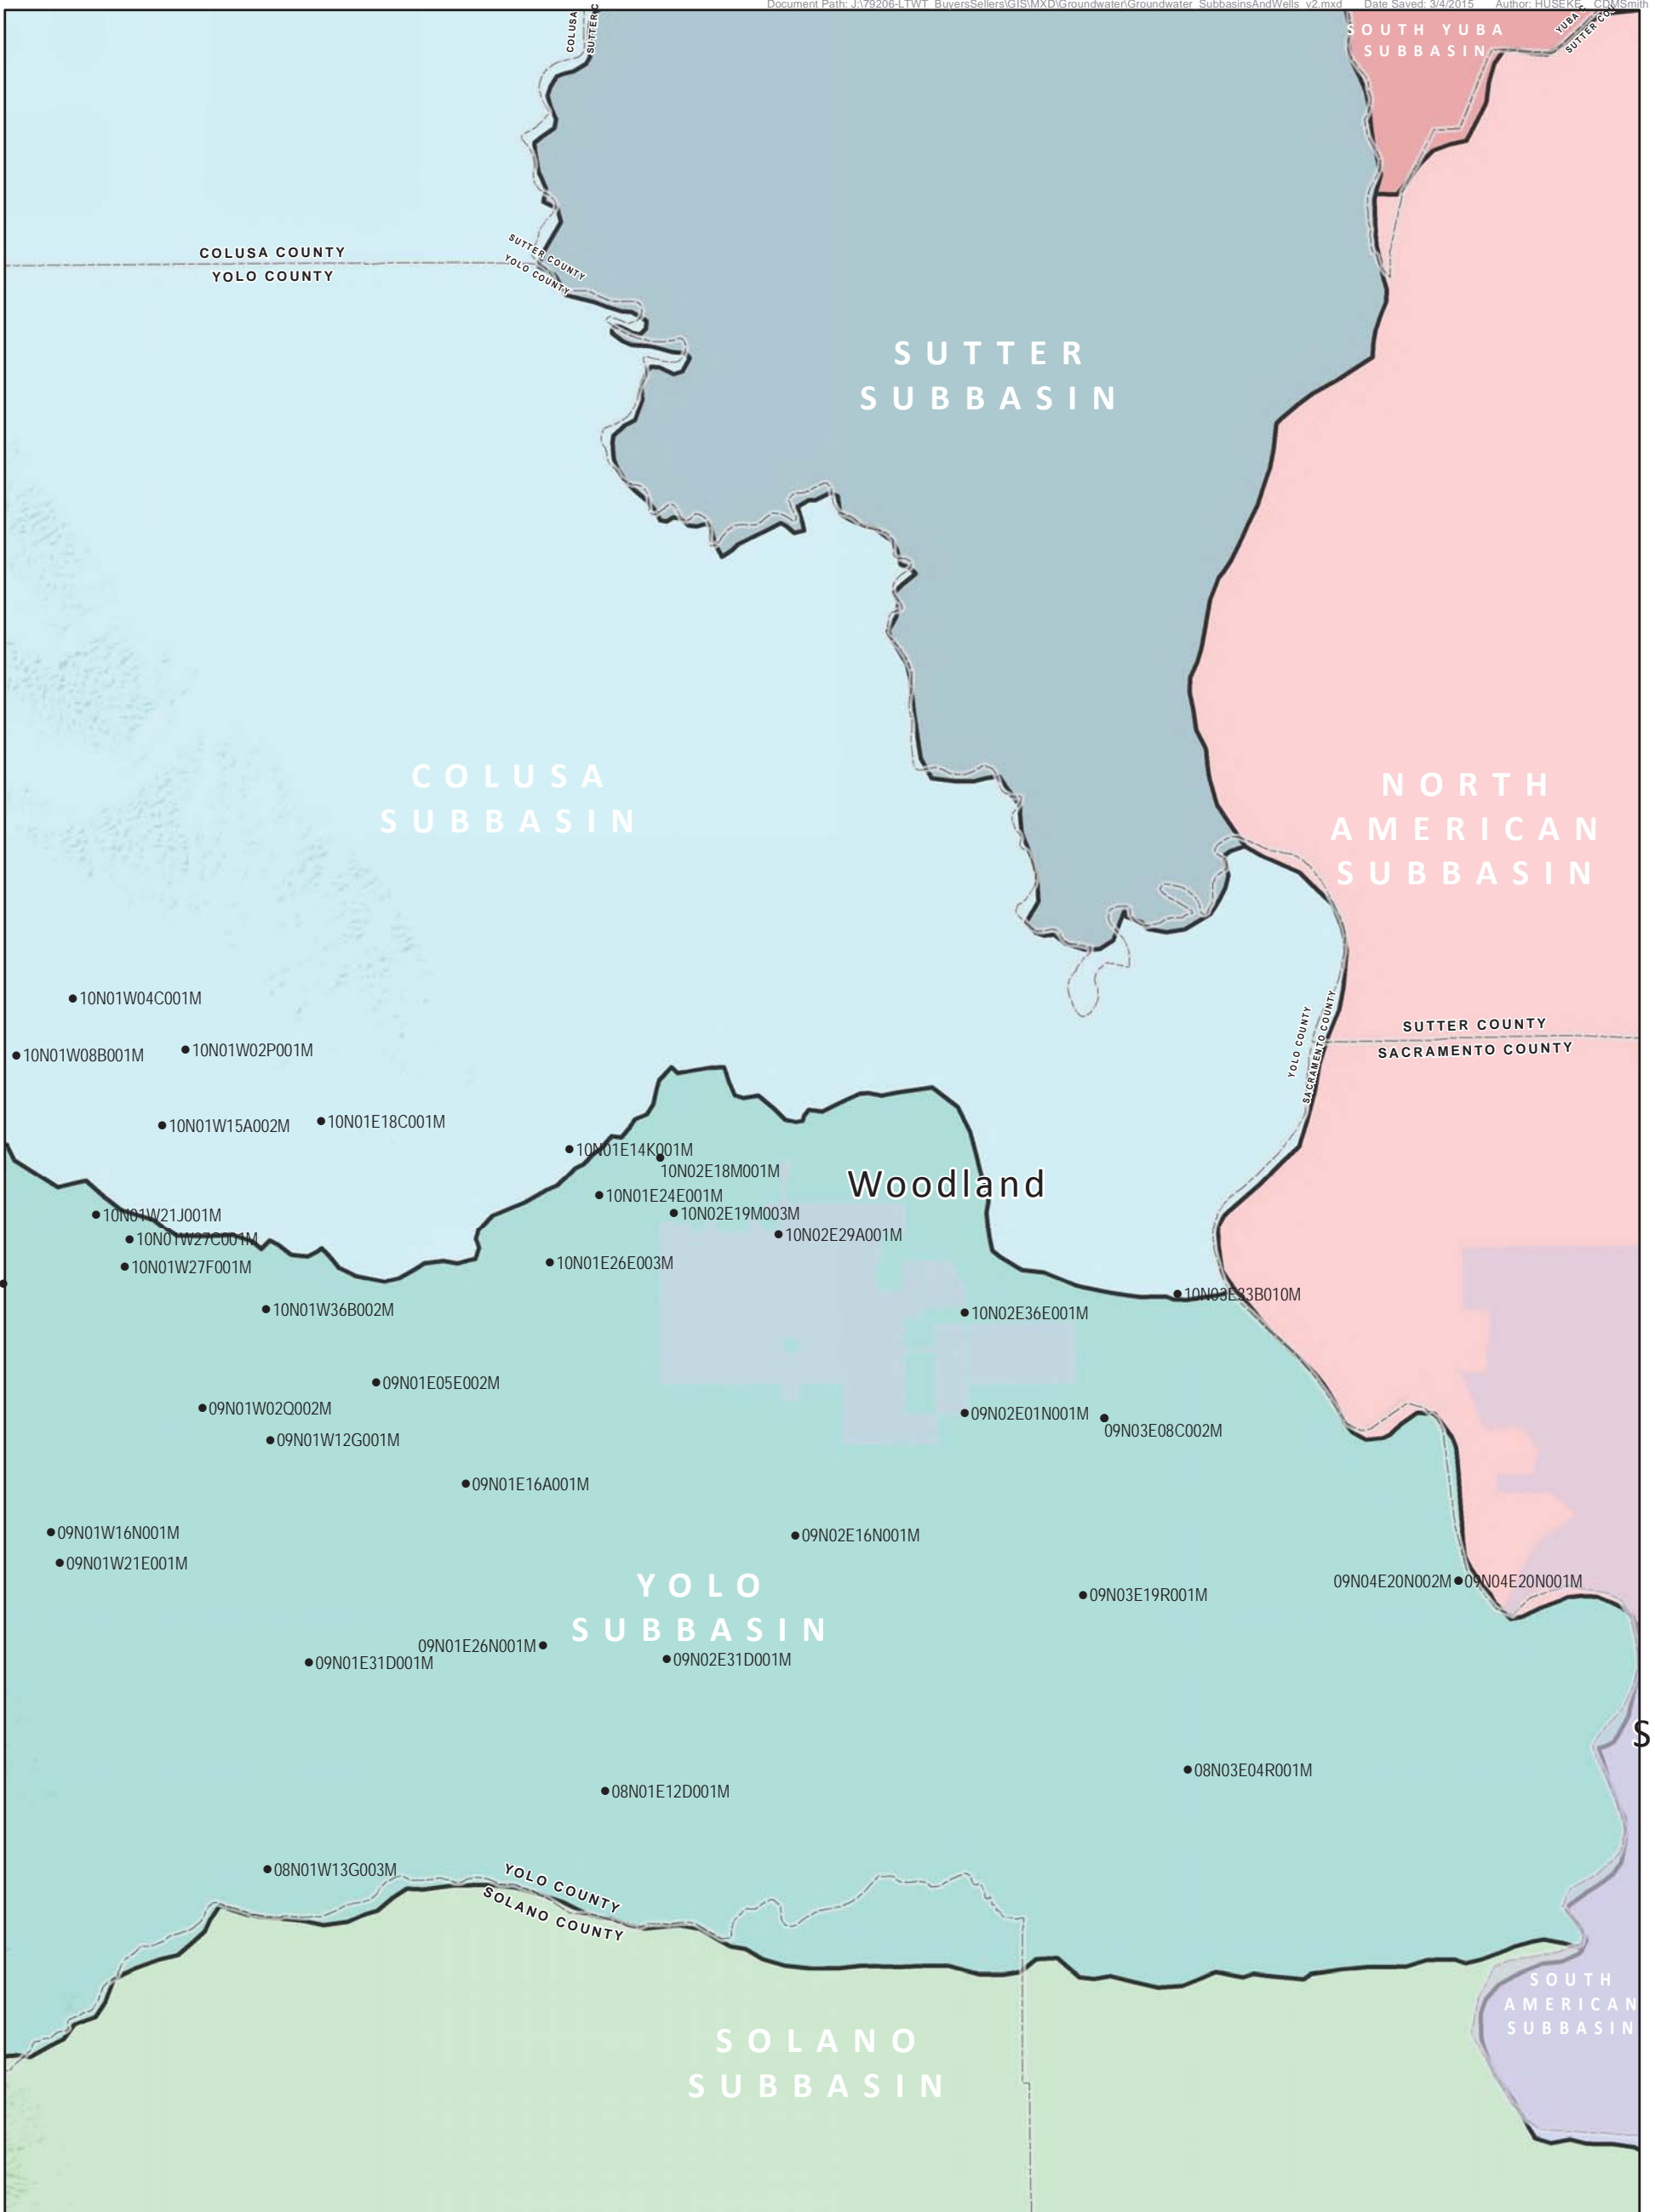 Document Path: J:\79206-LTWT_BuyersSellers\GIS\MXD\Groundwater\Groundwater_SubbasinsAndWells_v2.mxd Date Saved: 3/4/2015 Author: HUSEKE CDMSmith
COLUSA
SUTTER
SOUTH YUBA
SUBBASIN
YUBA
SUTTER
COLUSA COUNTY
YOLO COUNTY
SUTTER COUNTY
YOLO COUNTY
SUTTER
SUBBASIN
COLUSA
SUBBASIN
NORTH
AMERICAN
SUBBASIN
10N01W04C001M
10N01W08B001M
10N01W02P001M
YOLO COUNTY
SACRAMENTO COUNTY
SUTTER COUNTY
SACRAMENTO COUNTY
10N01W15A002M
10N01E18C001M
10N01E14K001M
10N02E18M001M
Woodland
10N01E24E001M
10N01W21J001M
10N02E19M003M
10N01W27C001M
10N02E29A001M
10N01W27F001M
10N01E26E003M
10N03E33B010M
10N01W36B002M
10N02E36E001M
09N01E05E002M
09N01W02Q002M
09N02E01N001M
09N03E08C002M
09N01W12G001M
09N01E16A001M
09N01W16N001M
09N02E16N001M
09N01W21E001M
09N04E20N002M
09N04E20N001M
YOLO
SUBBASIN
09N03E19R001M
09N01E26N001M
09N01E31D001M
09N02E31D001M
S
08N03E04R001M
08N01E12D001M
08N01W13G003M
YOLO COUNTY
SOLANO COUNTY
SOUTH
AMERICAN
SUBBASIN
SOLANO
SUBBASIN